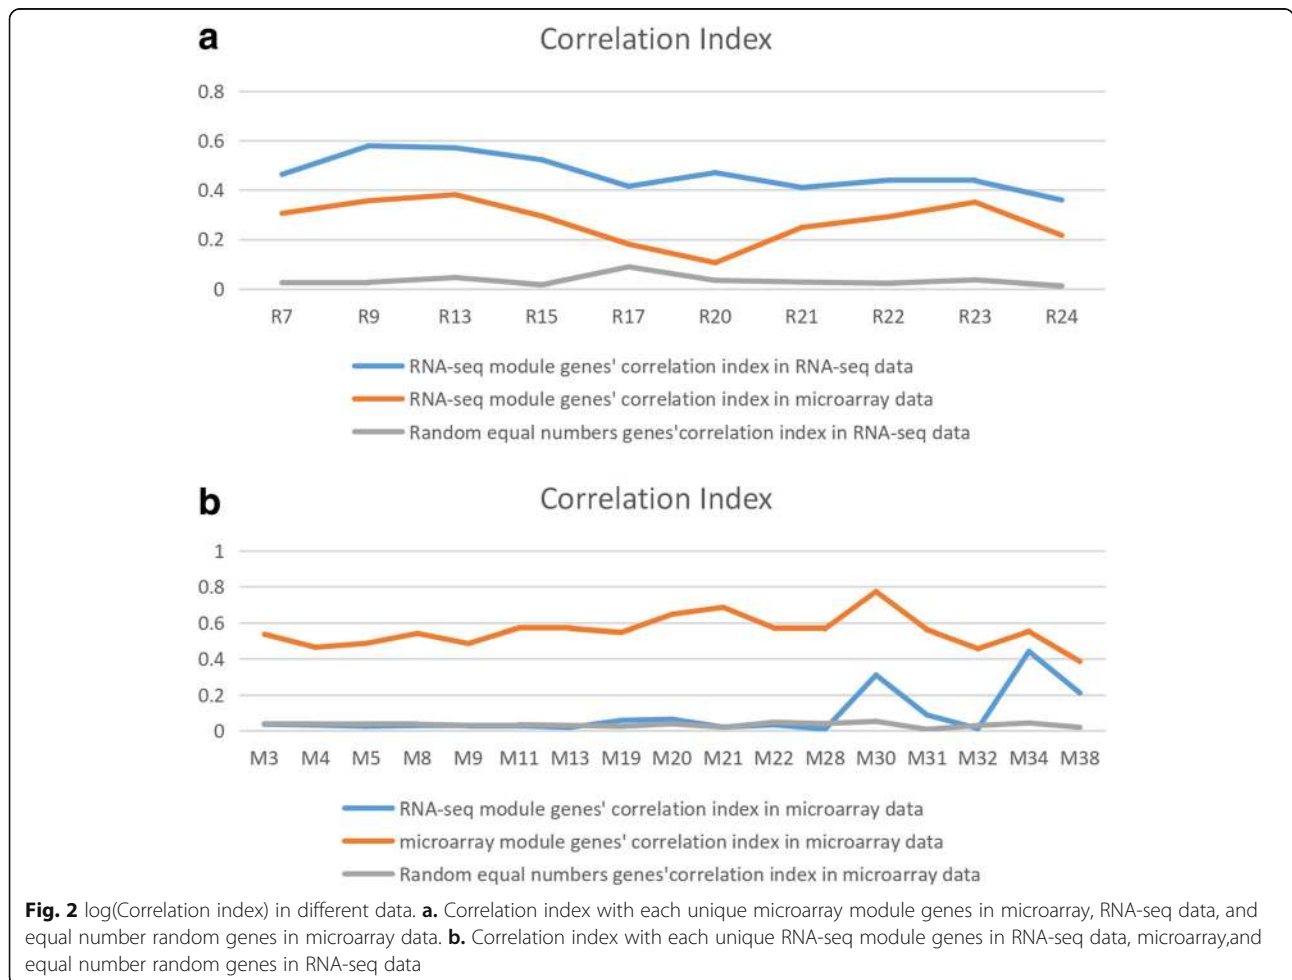 a
Correlation Index
0.8
0.6
0.4
0.2
0
R7 R9 R13 R15 R17 R20 R21 R22 R23 R24
RNA-seq module genes' correlation index in RNA-seq data
RNA-seq module genes' correlation index in microarray data
Random equal numbers genes'correlation index in RNA-seq data
b
Correlation Index
1
0.8
0.6
0.4
0.2
0
M3 M4 M5 M8 M9 M11 M13 M19 M20 M21 M22 M28 M30 M31 M32 M34 M38
RNA-seq module genes' correlation index in microarray data
microarray module genes' correlation index in microarray data
Random equal numbers genes'correlation index in microarray data
Fig. 2 log(Correlation index) in different data. a. Correlation index with each unique microarray module genes in microarray, RNA-seq data, and
equal number random genes in microarray data. b. Correlation index with each unique RNA-seq module genes in RNA-seq data, microarray,and
equal number random genes in RNA-seq data